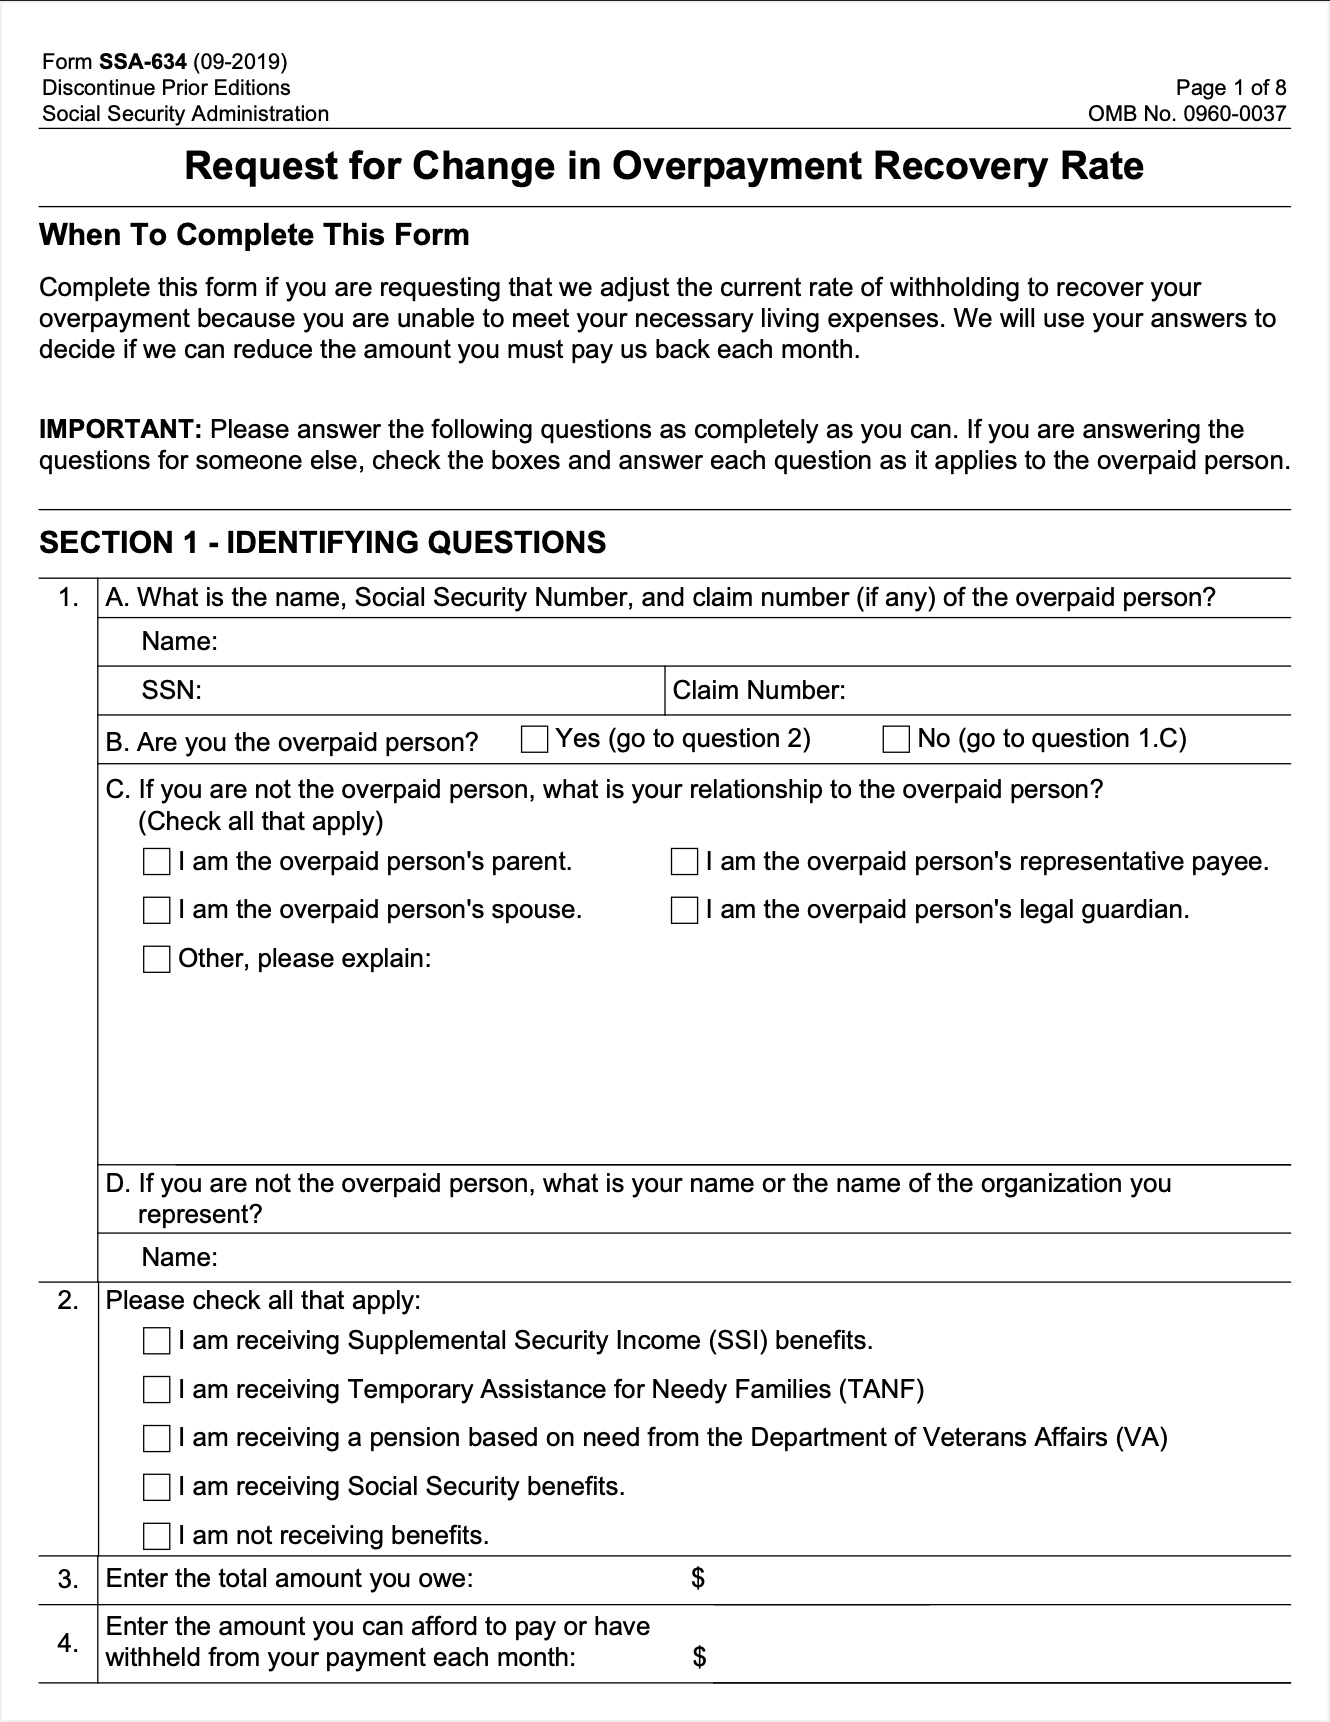 Form SSA-634 (09-2019)
Discontinue Prior Editions
Social Security Administration
Page 1 of 8
OMB No. 0960-0037
Request for Change in Overpayment Recovery Rate
When To Complete This Form
Complete this form if you are requesting that we adjust the current rate of withholding to recover your
overpayment because you are unable to meet your necessary living expenses. We will use your answers to
decide if we can reduce the amount you must pay us back each month.
IMPORTANT: Please answer the following questions as completely as you can. If you are answering the
questions for someone else, check the boxes and answer each question as it applies to the overpaid person.
SECTION 1 - IDENTIFYING QUESTIONS
1. A. What is the name, Social Security Number, and claim number (if any) of the overpaid person?
Name:
SSN: Claim Number:
B. Are you the overpaid person? Yes (go to question 2) No (go to question 1.C)
C. If you are not the overpaid person, what is your relationship to the overpaid person?
(Check all that apply)
I am the overpaid person's parent. I am the overpaid person's representative payee.
I am the overpaid person's spouse. I am the overpaid person's legal guardian.
Other, please explain:
D. If you are not the overpaid person, what is your name or the name of the organization you
represent?
Name:
2. Please check all that apply:
I am receiving Supplemental Security Income (SSI) benefits.
I am receiving Temporary Assistance for Needy Families (TANF)
I am receiving a pension based on need from the Department of Veterans Affairs (VA)
I am receiving Social Security benefits.
I am not receiving benefits.
3. Enter the total amount you owe: $
4. Enter the amount you can afford to pay or have
withheld from your payment each month: $